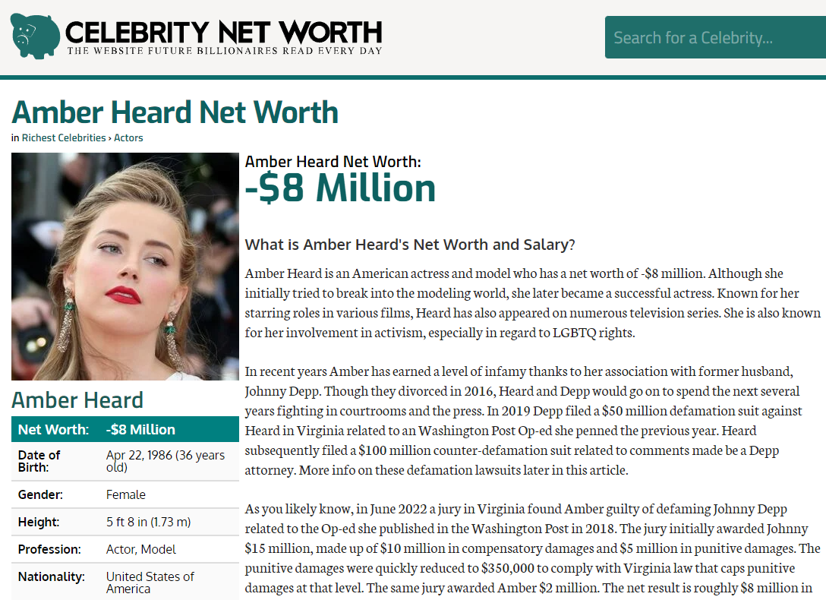 CELEBRITY NET WORTH
THE WEBSITE FUTURE BILLIONAIRES READ EVERY DAY
Search for a Celebrity...
Amber Heard Net Worth
in Richest Celebrities › Actors
Amber Heard Net Worth:
-$8 Million
What is Amber Heard's Net Worth and Salary?
Amber Heard is an American actress and model who has a net worth of -$8 million. Although she
initially tried to break into the modeling world, she later became a successful actress. Known for her
starring roles in various films, Heard has also appeared on numerous television series. She is also known
for her involvement in activism, especially in regard to LGBTQ rights.
In recent years Amber has earned a level of infamy thanks to her association with former husband,
Johnny Depp. Though they divorced in 2016, Heard and Depp would go on to spend the next several
years fighting in courtrooms and the press. In 2019 Depp filed a $50 million defamation suit against
Heard in Virginia related to an Washington Post Op-ed she penned the previous year. Heard
subsequently filed a $100 million counter-defamation suit related to comments made be a Depp
attorney. More info on these defamation lawsuits later in this article.
As you likely know, in June 2022 a jury in Virginia found Amber guilty of defaming Johnny Depp
related to the Op-ed she published in the Washington Post in 2018. The jury initially awarded Johnny
$15 million, made up of $10 million in compensatory damages and $5 million in punitive damages. The
punitive damages were quickly reduced to $350,000 to comply with Virginia law that caps punitive
damages at that level. The same jury awarded Amber $2 million. The net result is roughly $8 million in
Amber Heard
Net Worth: -$8 Million
Date of Birth: Apr 22, 1986 (36 years old)
Gender: Female
Height: 5 ft 8 in (1.73 m)
Profession: Actor, Model
Nationality: United States of America